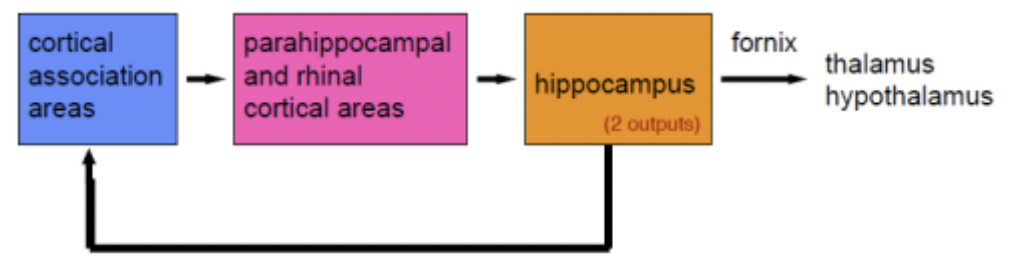 cortical
association
areas
parahippocampal
and rhinal
cortical areas
hippocampus
(2 outputs)
fornix
thalamus
hypothalamus